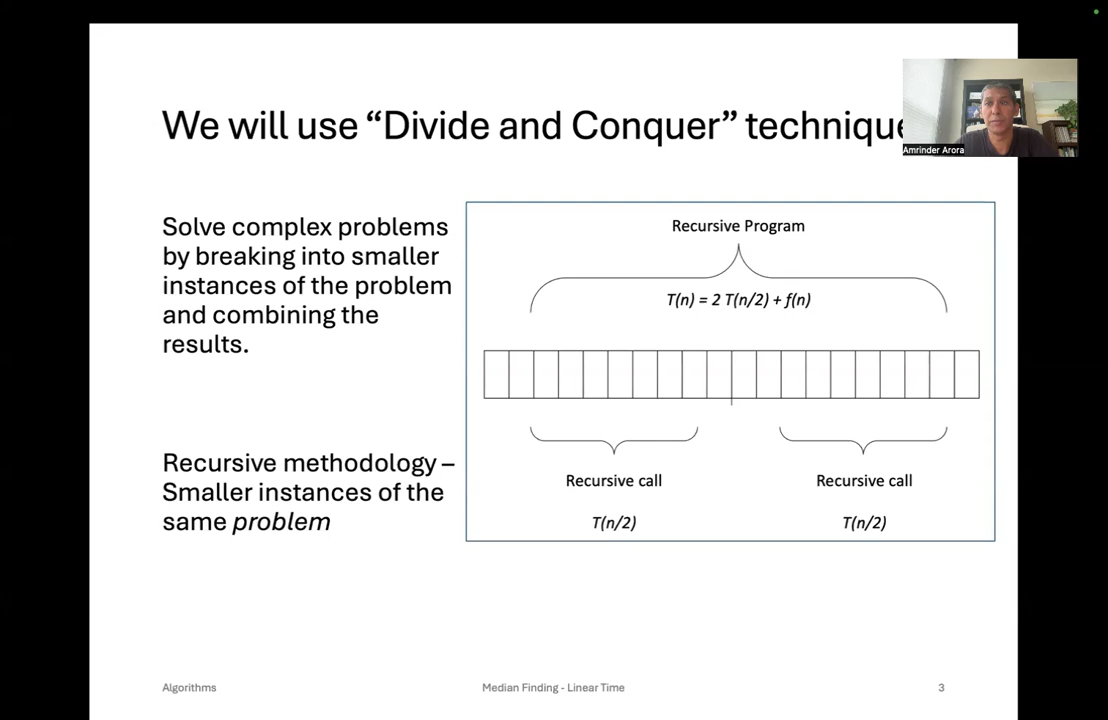 We will use “Divide and Conquer” technique
Amrinder Arora
Solve complex problems
by breaking into smaller
instances of the problem
and combining the
results.
Recursive methodology –
Smaller instances of the
same problem
Recursive Program
T(n) = 2 T(n/2) + f(n)
Recursive call
Recursive call
T(n/2)
T(n/2)
Algorithms
Median Finding - Linear Time
3